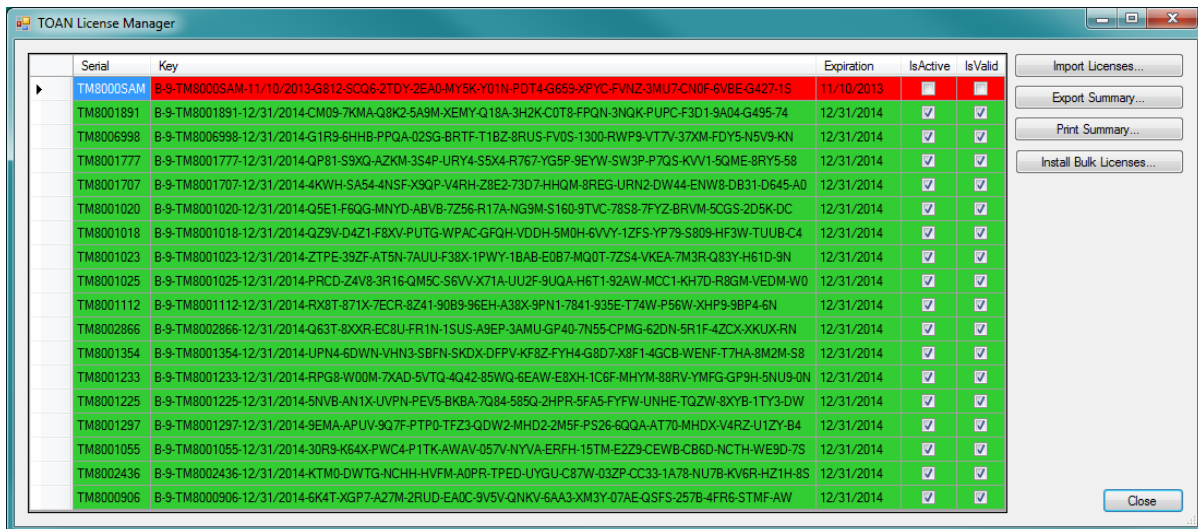 TOAN License Manager
Serial Key Expiration IsActive IsValid
TM8000SAM B-9-TM8000SAM-11/10/2013-G812-SCQ6-2TDY-2EA0-MY5K-Y01N-PDT4-G659-XPYC-FVNZ-3MU7-CN0F-6VBE-G427-1S 11/10/2013
TM8001891 B-9-TM8001891-12/31/2014-CM09-7KMA-Q8K2-5A9M-XEMY-Q18A-3H2K-C0T8-FPQN-3NQK-PUPC-F3D1-9A04-G495-74 12/31/2014
TM8006998 B-9-TM8006998-12/31/2014-G1R9-6HHB-PPQA-02SG-BRTF-T1BZ-8RUS-FV0S-1300-RWP9-VT7V-37XM-FDY5-N5V9-KN 12/31/2014
TM8001777 B-9-TM8001777-12/31/2014-QP81-S9XQ-AZKM-3S4P-URY4-S5X4-R767-YG5P-9EYW-SW3P-P7QS-KVV1-5QME-8RY5-58 12/31/2014
TM8001707 B-9-TM8001707-12/31/2014-4KWH-SA54-4NSF-X9QP-V4RH-Z8E2-73D7-HHQM-8REG-URN2-DW44-ENW8-DB31-D645-A0 12/31/2014
TM8001020 B-9-TM8001020-12/31/2014-Q5E1-F6QG-MNYD-ABVB-7Z56-R17A-NG9M-S160-9TVC-78S8-7FYZ-BRVM-5CGS-2D5K-DC 12/31/2014
TM8001018 B-9-TM8001018-12/31/2014-QZ9V-D4Z1-F8XV-PUTG-WPAC-GFQH-VDDH-5M0H-6VVY-1ZFS-YP79-S809-HF3W-TUUB-C4 12/31/2014
TM8001023 B-9-TM8001023-12/31/2014-ZTPE-39ZF-AT5N-7AUU-F38X-1PWY-1BAB-E0B7-MQ0T-7ZS4-VKEA-7M3R-Q83Y-H61D-9N 12/31/2014
TM8001025 B-9-TM8001025-12/31/2014-PRCD-Z4V8-3R16-QM5C-S6VV-X71A-UU2F-9UQA-H6T1-92AW-MCC1-KH7D-R8GM-VEDM-W0 12/31/2014
TM8001112 B-9-TM8001112-12/31/2014-RX8T-871X-7ECR-8Z41-90B9-96EH-A38X-9PN1-7841-935E-T74W-P56W-XHP9-9BP4-6N 12/31/2014
TM8002866 B-9-TM8002866-12/31/2014-Q63T-8XXR-EC8U-FR1N-1SUS-A9EP-3AMU-GP40-7N55-CPMG-62DN-5R1F-4ZCX-XKUX-RN 12/31/2014
TM8001354 B-9-TM8001354-12/31/2014-UPN4-6DWN-VHN3-SBFN-SKDX-DFPV-KF8Z-FYH4-G8D7-X8F1-4GCB-WENF-T7HA-8M2M-S8 12/31/2014
TM8001233 B-9-TM8001233-12/31/2014-RPG8-W00M-7XAD-5VTQ-4Q42-85WQ-6EAW-E8XH-1C6F-MHYM-88RV-YMFG-GP9H-5NU9-0N 12/31/2014
TM8001225 B-9-TM8001225-12/31/2014-5NVB-AN1X-UVPN-PEV5-BKBA-7Q84-585Q-2HPR-5FA5-FYFW-UNHE-TQZW-8XYB-1TY3-DW 12/31/2014
TM8001297 B-9-TM8001297-12/31/2014-9EMA-APUV-9Q7F-PTP0-TFZ3-QDW2-MHD2-2M5F-PS26-6QQA-AT70-MHDX-V4RZ-U1ZY-B4 12/31/2014
TM8001055 B-9-TM8001055-12/31/2014-30R9-K64X-PWC4-P1TK-AWAV-057V-NYVA-ERFH-15TM-E2Z9-CEWB-CB6D-NCTH-WE9D-7S 12/31/2014
TM8002436 B-9-TM8002436-12/31/2014-KTM0-DWTG-NCHH-HVFM-A0PR-TPED-UYGU-C87W-03ZP-CC33-1A78-NU7B-KV6R-HZ1H-8S 12/31/2014
TM8000906 B-9-TM8000906-12/31/2014-6K4T-XGP7-A27M-2RUD-EA0C-9V5V-QNKV-6AA3-XM3Y-07AE-QSFS-257B-4FR6-STMF-AW 12/31/2014
Import Licenses...
Export Summary...
Print Summary...
Install Bulk Licenses...
Close